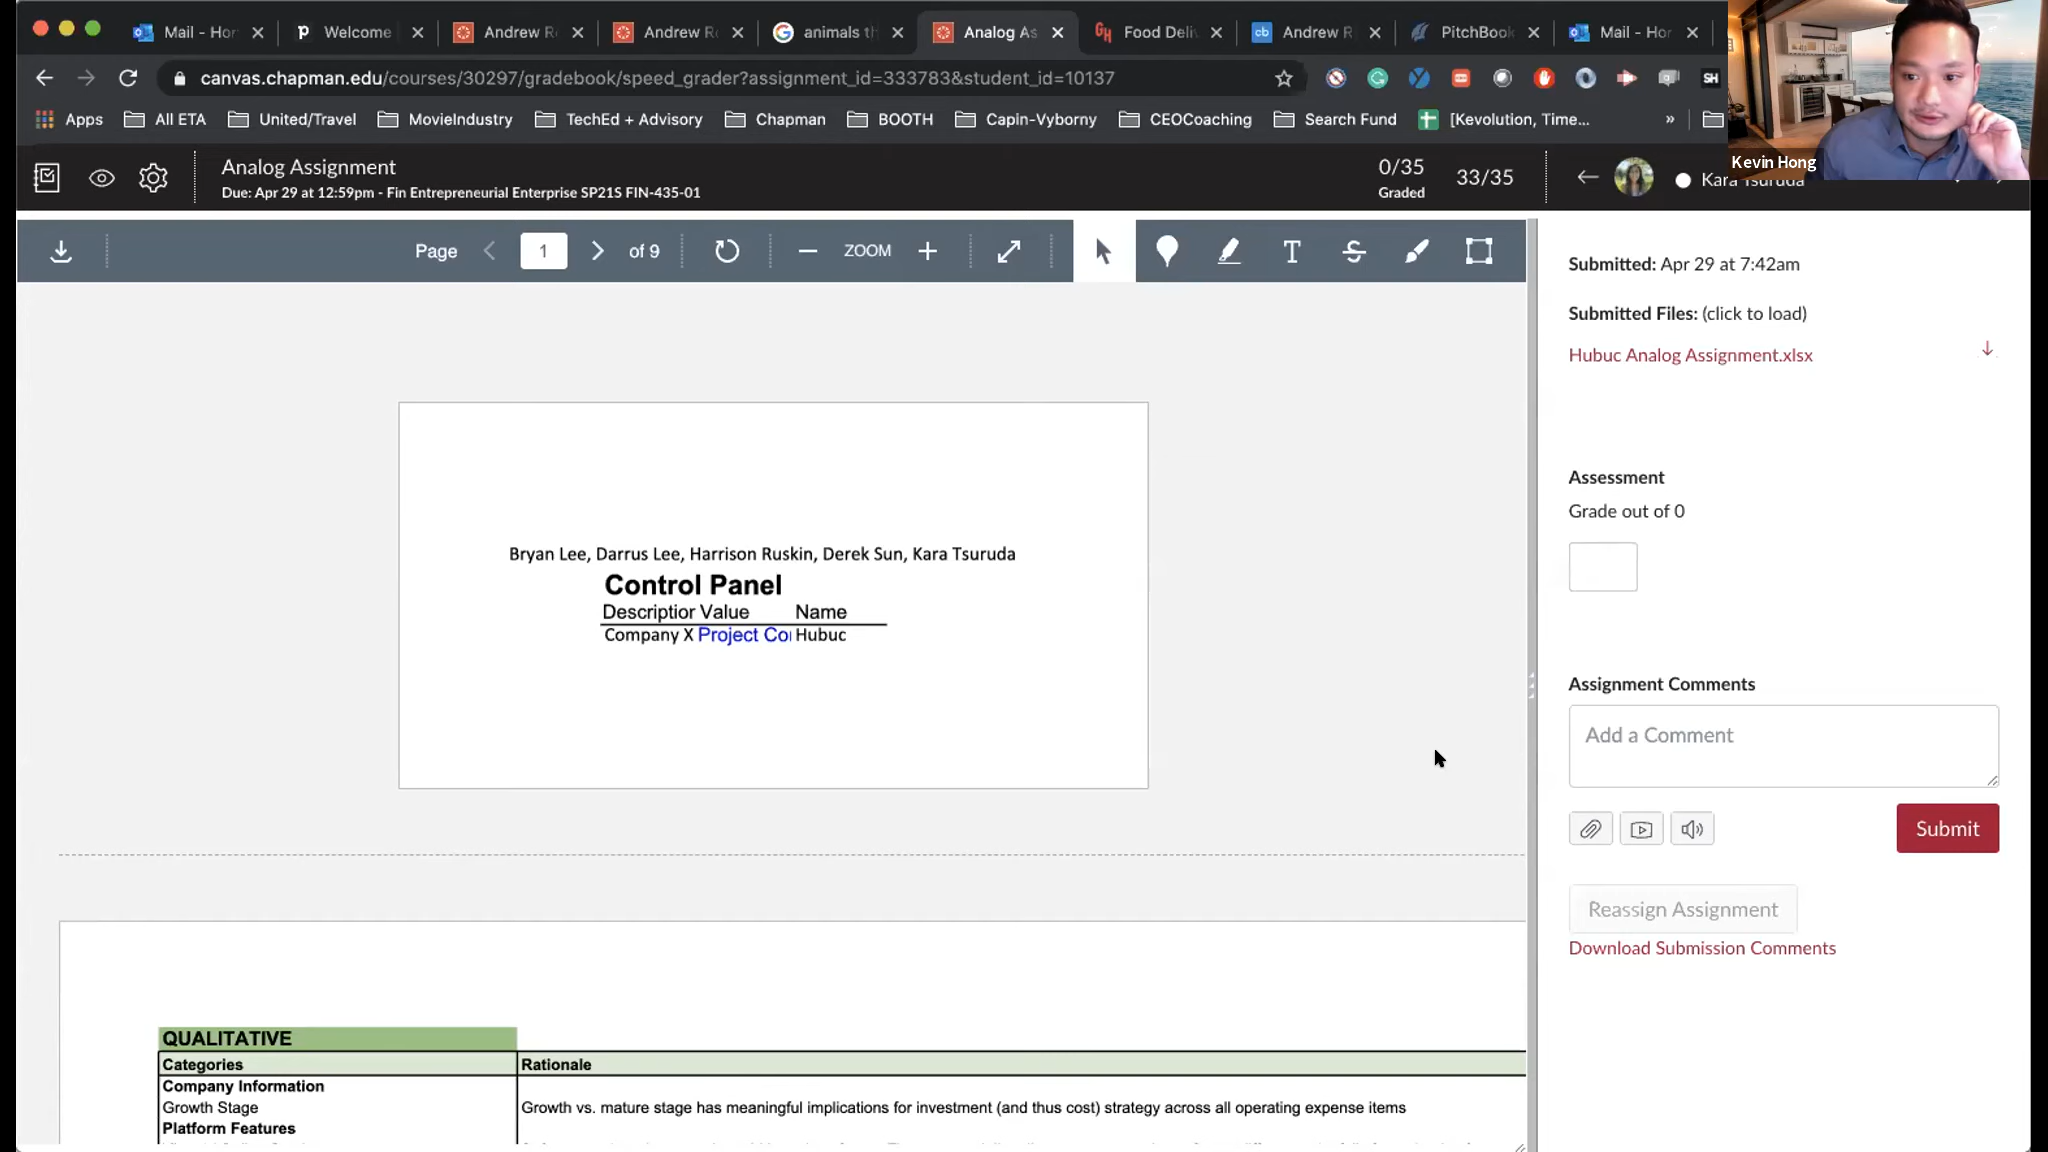 Mail - Hor
Welcome
Andrew R
Andrew R
animals th
Analog As
Food Deli
Andrew R
PitchBook
Mail - Hor
canvas.chapman.edu/courses/30297/gradebook/speed_grader?assignment_id=333783&student_id=10137
SH
Apps All ETA United/Travel MovieIndustry TechEd + Advisory Chapman BOOTH Capin-Vyborny CEOCoaching Search Fund [Kevolution, Time... »
Kevin Hong
Analog Assignment
Due: Apr 29 at 12:59pm - Fin Entrepreneurial Enterprise SP21S FIN-435-01
0/35
Graded
33/35
Kara Tsuruda
Page 1 of 9 ZOOM
Submitted: Apr 29 at 7:42am
Submitted Files: (click to load)
Hubuc Analog Assignment.xlsx
Assessment
Grade out of 0
Assignment Comments
Add a Comment
Submit
Reassign Assignment
Download Submission Comments
Bryan Lee, Darrus Lee, Harrison Ruskin, Derek Sun, Kara Tsuruda
Control Panel
Description Value Name
Company X Project Co Hubuc
QUALITATIVE
Categories Rationale
Company Information
Growth Stage Growth vs. mature stage has meaningful implications for investment (and thus cost) strategy across all operating expense items
Platform Features